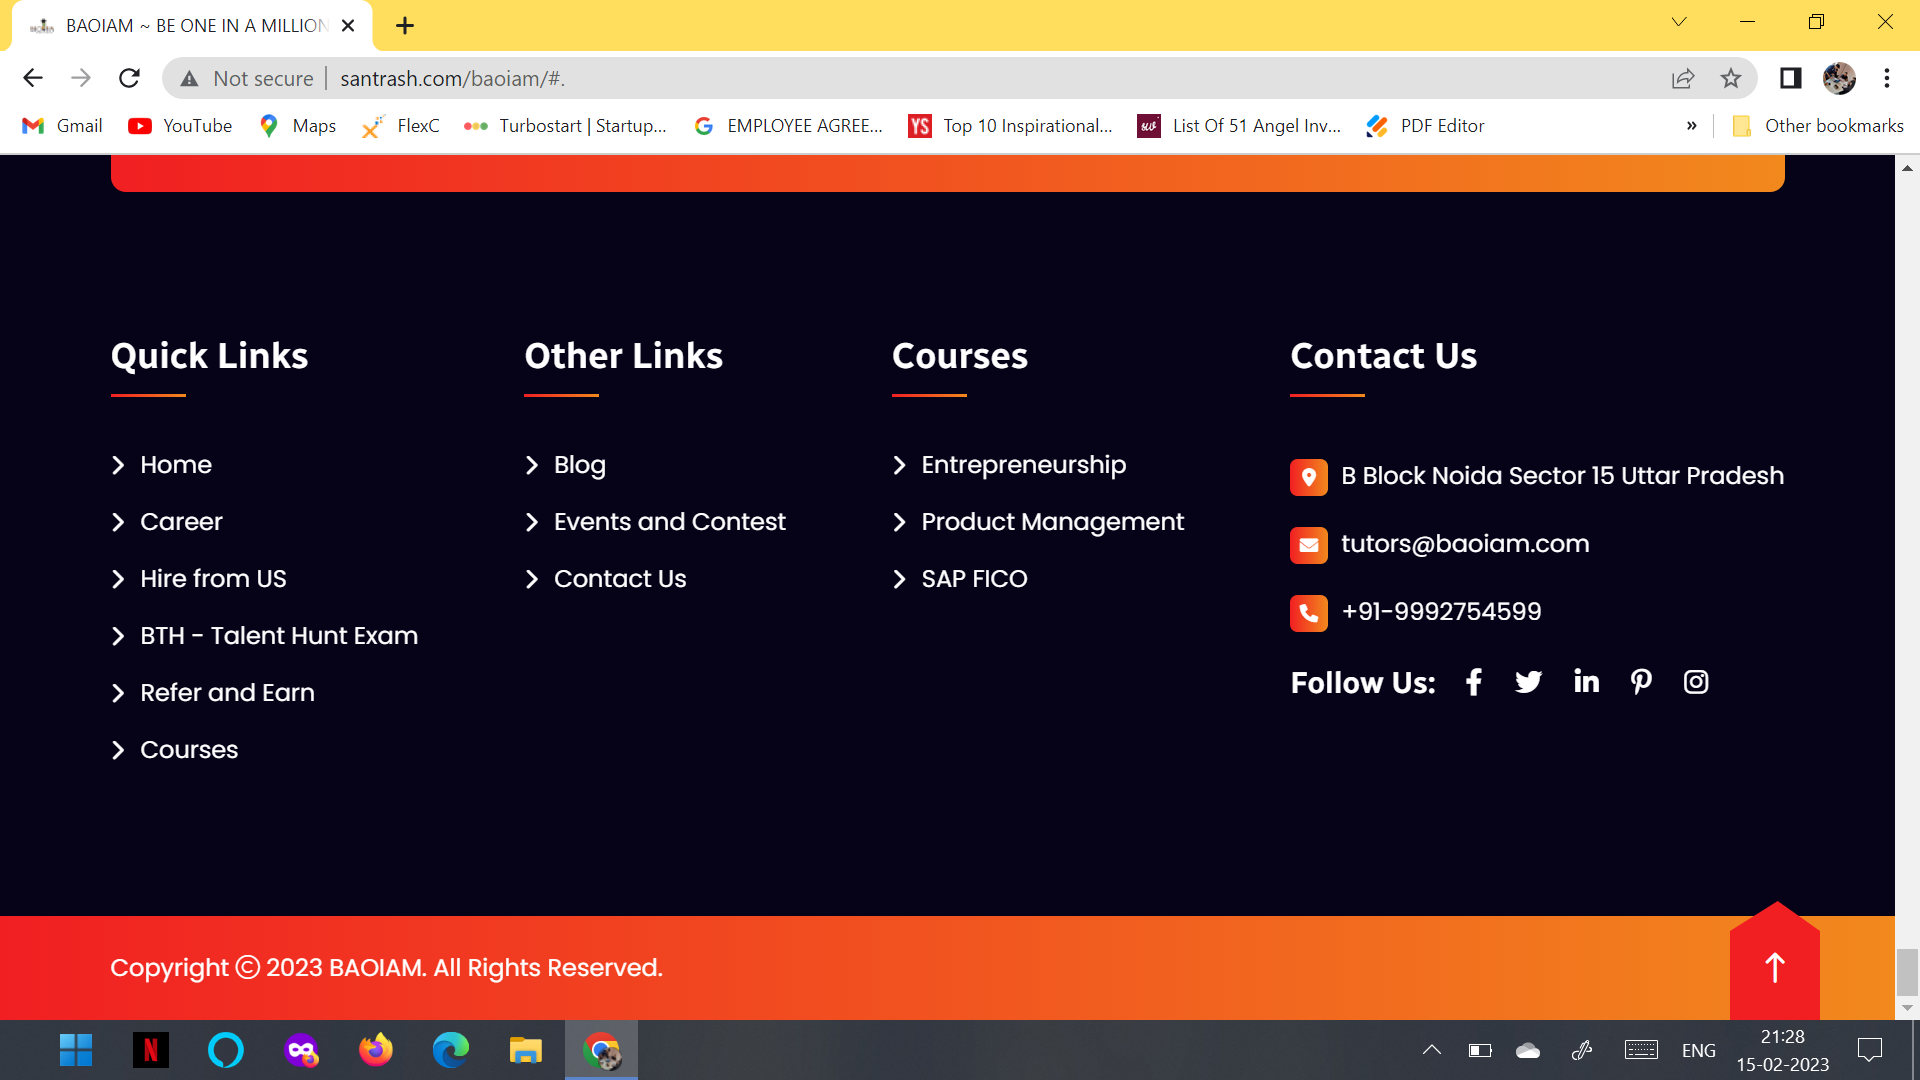 BAOIAM ~ BE ONE IN A MILLION
Not secure santrash.com/baoiam/#.
Gmail YouTube Maps FlexC Turbostart | Startup... EMPLOYEE AGREE... YS Top 10 Inspirational... sw List Of 51 Angel Inv... PDF Editor » Other bookmarks
Quick Links
Home
Career
Hire from US
BTH - Talent Hunt Exam
Refer and Earn
Courses
Other Links
Blog
Events and Contest
Contact Us
Courses
Entrepreneurship
Product Management
SAP FICO
Contact Us
B Block Noida Sector 15 Uttar Pradesh
tutors@baoiam.com
+91-9992754599
Follow Us:
Copyright © 2023 BAOIAM. All Rights Reserved.
N
ENG
21:28
15-02-2023